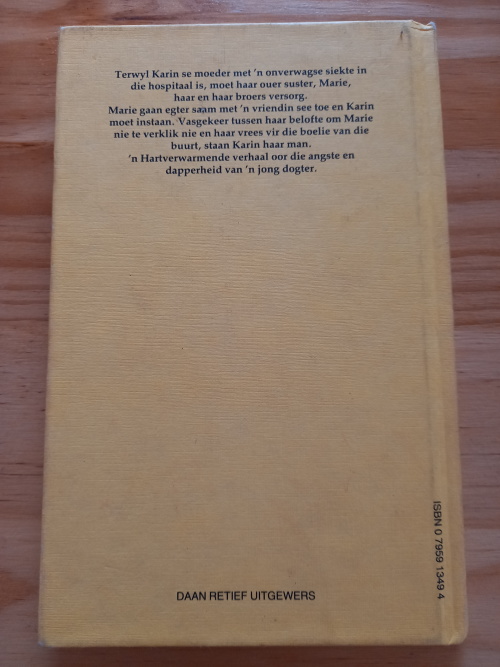 Terwyl Karin se moeder met 'n onverwagse siekte in
die hospitaal is, moet haar ouer suster, Marie,
haar en haar broers versorg.
Marie gaan egter saam met 'n vriendin see toe en Karin
moet instaan. Vasgekeer tussen haar belofte om Marie
nie te verklik nie en haar vrees vir die boelie van die
buurt, staan Karin haar man.
'n Hartverwarmende verhaal oor die angste en
dapperheid van 'n jong dogter.
ISBN 0 7959 1349 4
DAAN RETIEF UITGEWERS